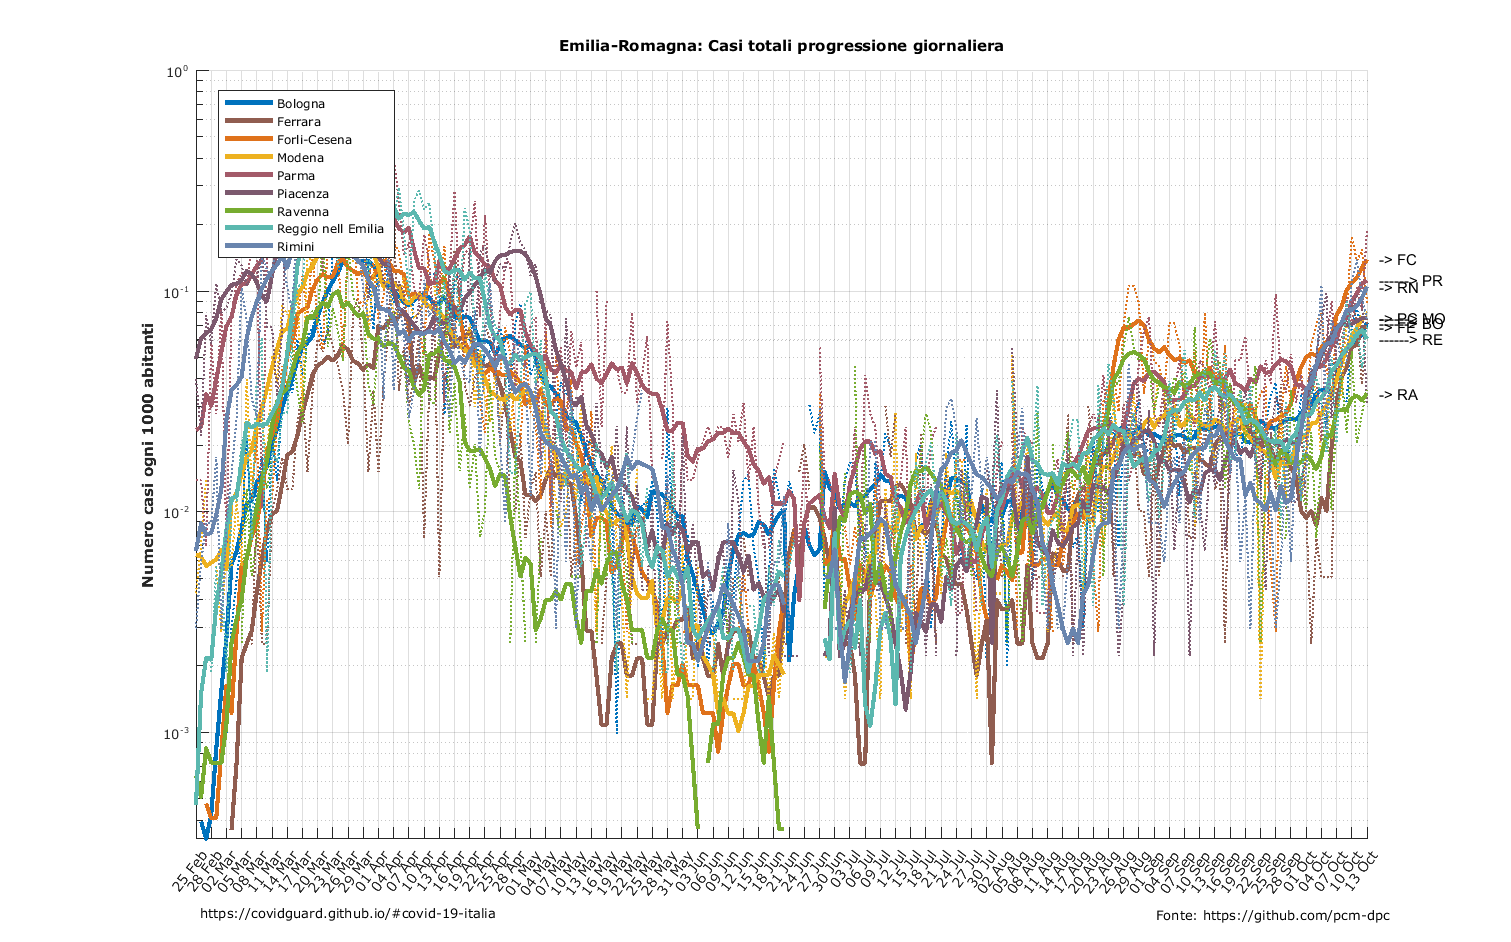 Emilia-Romagna: Casi totali progressione giornaliera
Numero casi ogni 1000 abitanti
10^0
10^-1
10^-2
10^-3
Bologna
Ferrara
Forli-Cesena
Modena
Parma
Piacenza
Ravenna
Reggio nell Emilia
Rimini
-> FC
------> PR
-> RN
-> PC
MO
BO
-> FE
------> RE
-> RA
25 Feb
28 Feb
02 Mar
05 Mar
08 Mar
11 Mar
14 Mar
17 Mar
20 Mar
23 Mar
26 Mar
29 Mar
01 Apr
04 Apr
07 Apr
10 Apr
13 Apr
16 Apr
19 Apr
22 Apr
25 Apr
28 Apr
01 May
04 May
07 May
10 May
13 May
16 May
19 May
22 May
25 May
28 May
31 May
03 Jun
06 Jun
09 Jun
12 Jun
15 Jun
18 Jun
21 Jun
24 Jun
27 Jun
30 Jun
03 Jul
06 Jul
09 Jul
12 Jul
15 Jul
18 Jul
21 Jul
24 Jul
27 Jul
30 Jul
02 Aug
05 Aug
08 Aug
11 Aug
14 Aug
17 Aug
20 Aug
23 Aug
26 Aug
29 Aug
01 Sep
04 Sep
07 Sep
10 Sep
13 Sep
16 Sep
19 Sep
22 Sep
25 Sep
28 Sep
01 Oct
04 Oct
07 Oct
10 Oct
13 Oct
https://covidguard.github.io/#covid-19-italia
Fonte: https://github.com/pcm-dpc